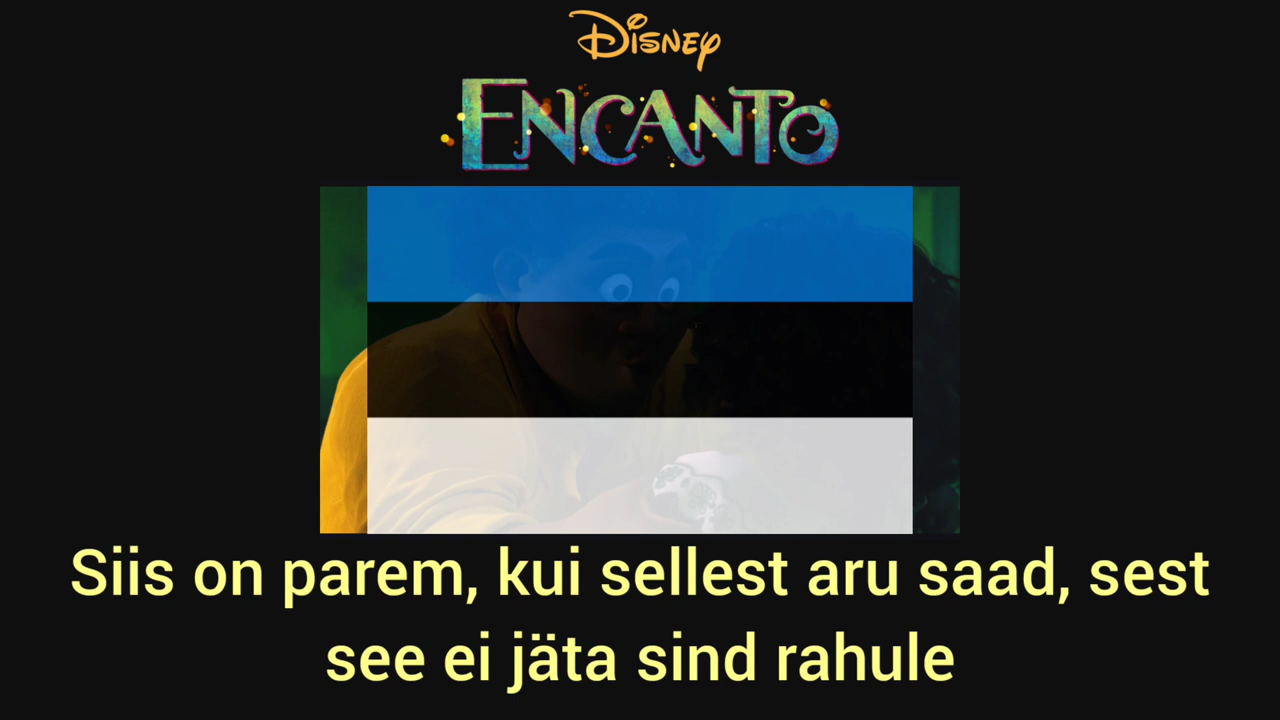 Disney
ENCANTO
Siis on parem, kui sellest aru saad, sest
see ei jäta sind rahule